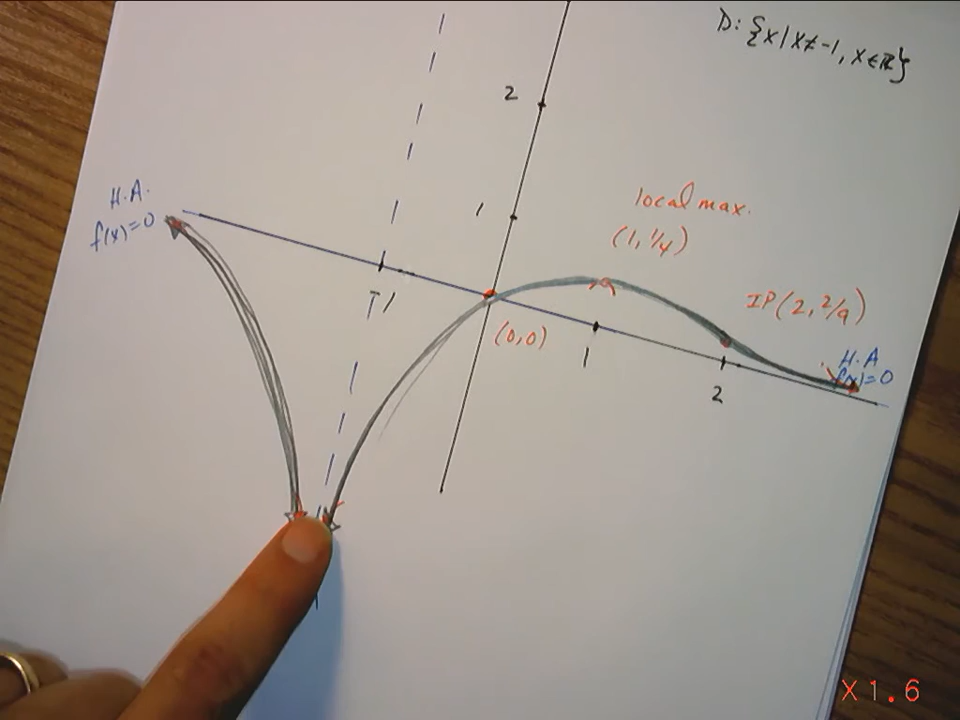 D: {x | x ≠ -1, x ∈ ℝ}
2
H.A.
f(x)=0
1
local max.
(1, 1/4)
-1
(0,0)
IP(2, 2/9)
1
H.A
f(x)=0
2
X1.6